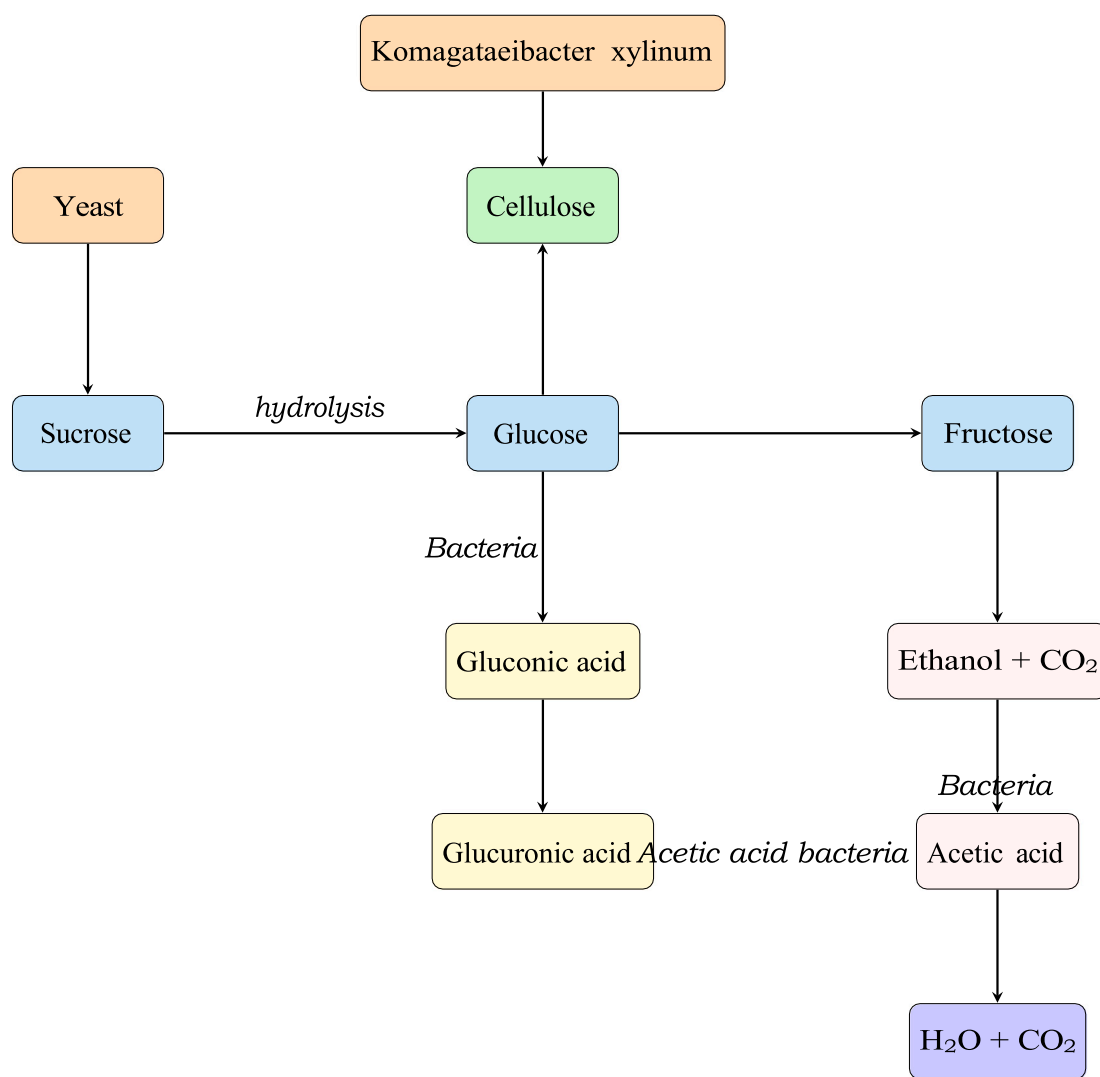 Komagataeibacter xylinum
Yeast
Cellulose
hydrolysis
Sucrose
Glucose
Fructose
Bacteria
Gluconic acid
Ethanol + CO₂
Bacteria
Glucuronic acid
Acetic acid bacteria
Acetic acid
H₂O + CO₂